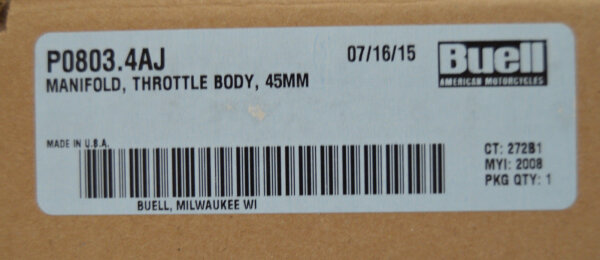 P0803.4AJ 07/16/15 Buell
AMERICAN MOTORCYCLES
MANIFOLD, THROTTLE BODY, 45MM
MADE IN U.S.A.
CT: 272B1
MYI: 2008
PKG QTY: 1
BUELL, MILWAUKEE WI